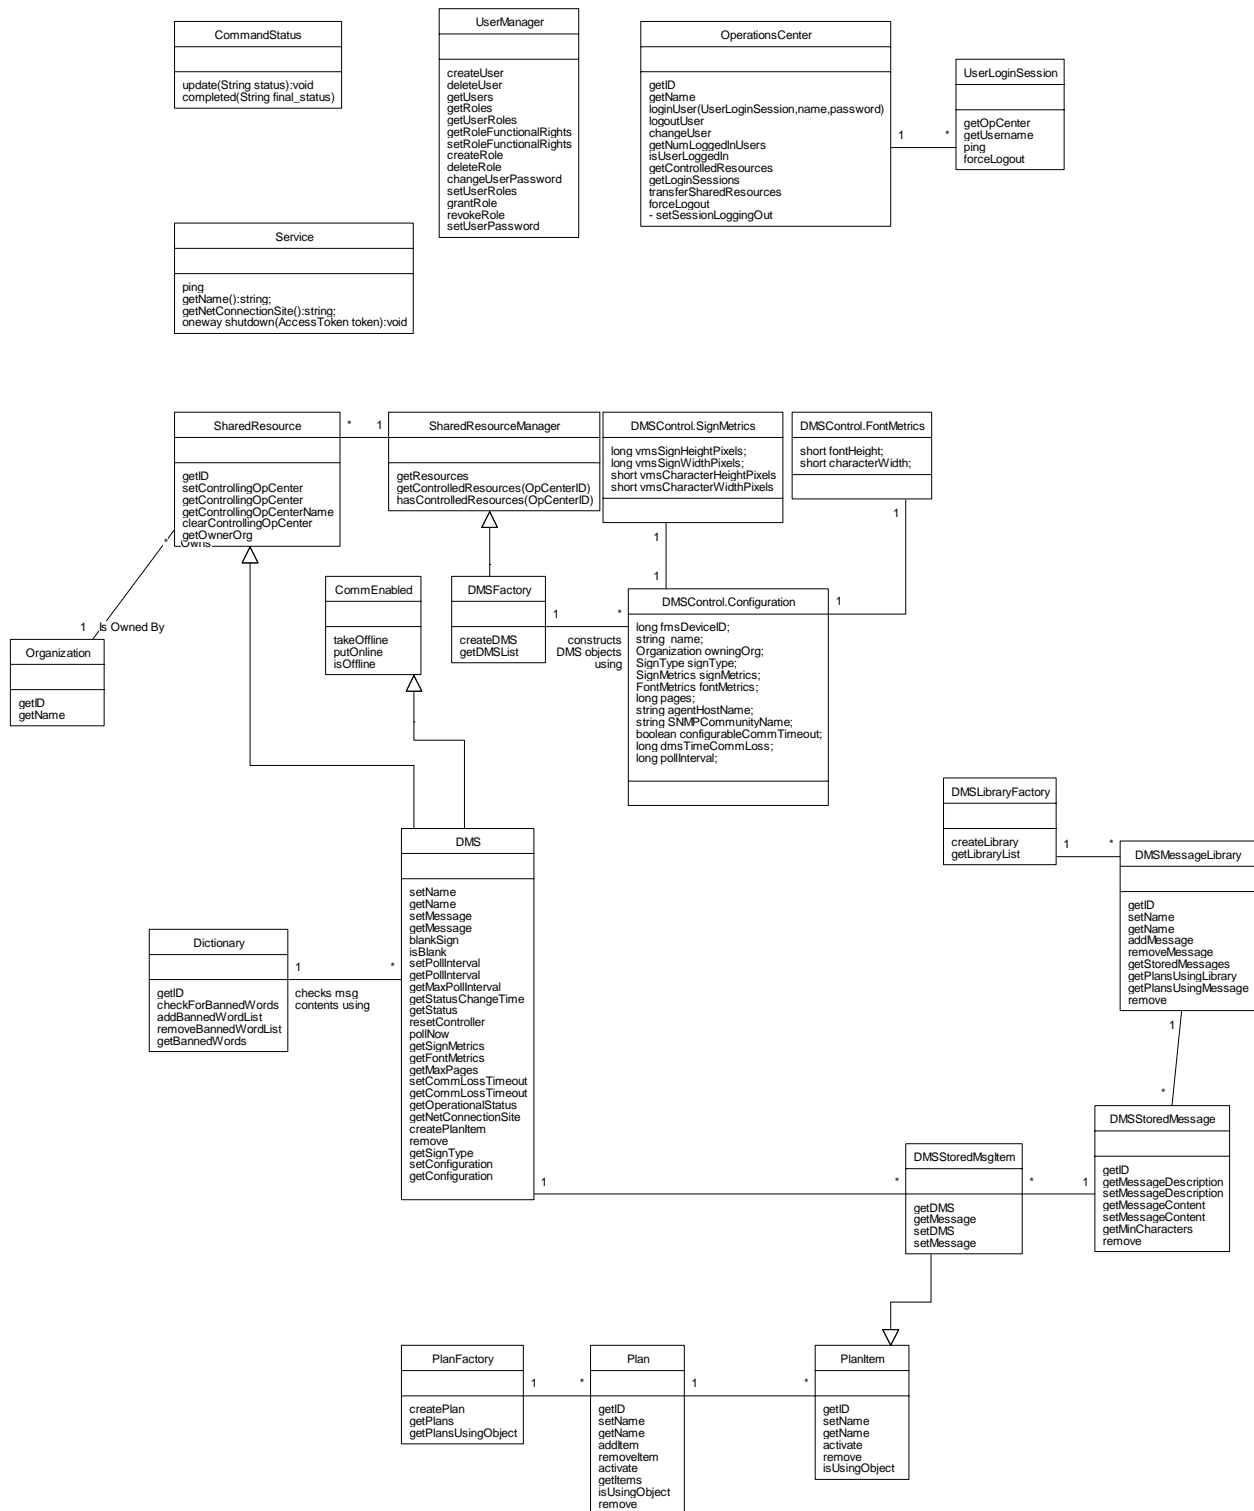 CommandStatus
update(String status):void
completed(String final_status)
UserManager
createUser
deleteUser
getUsers
getRoles
getUserRoles
getRoleFunctionalRights
setRoleFunctionalRights
createRole
deleteRole
changeUserPassword
setUserRoles
grantRole
revokeRole
setUserPassword
OperationsCenter
getID
getName
loginUser(UserLoginSession,name,password)
logoutUser
changeUser
getNumLoggedInUsers
isUserLoggedIn
getControlledResources
getLoginSessions
transferSharedResources
forceLogout
- setSessionLoggingOut
1
*
UserLoginSession
getOpCenter
getUsername
ping
forceLogout
Service
ping
getName():string;
getNetConnectionSite():string;
oneway shutdown(AccessToken token):void
SharedResource
getID
setControllingOpCenter
getControllingOpCenter
getControllingOpCenterName
clearControllingOpCenter
getOwnerOrg
*
1
SharedResourceManager
getResources
getControlledResources(OpCenterID)
hasControlledResources(OpCenterID)
DMSControl.SignMetrics
long vmsSignHeightPixels;
long vmsSignWidthPixels;
short vmsCharacterHeightPixels
short vmsCharacterWidthPixels
DMSControl.FontMetrics
short fontHeight;
short characterWidth;
* Owns
1 Is Owned By
Organization
getID
getName
CommEnabled
takeOffline
putOnline
isOffline
DMSFactory
createDMS
getDMSList
1
*
constructs
DMS objects
using
1
1
1
1
DMSControl.Configuration
long fmsDeviceID;
string name;
Organization owningOrg;
SignType signType;
SignMetrics signMetrics;
FontMetrics fontMetrics;
long pages;
string agentHostName;
string SNMPCommunityName;
boolean configurableCommTimeout;
long dmsTimeCommLoss;
long pollInterval;
DMSLibraryFactory
createLibrary
getLibraryList
1
*
DMSMessageLibrary
getID
setName
getName
addMessage
removeMessage
getStoredMessages
getPlansUsingLibrary
getPlansUsingMessage
remove
DMS
setName
getName
setMessage
getMessage
blankSign
isBlank
setPollInterval
getPollInterval
getMaxPollInterval
getStatusChangeTime
getStatus
resetController
pollNow
getSignMetrics
getFontMetrics
getMaxPages
setCommLossTimeout
getCommLossTimeout
getOperationalStatus
getNetConnectionSite
createPlanItem
remove
getSignType
setConfiguration
getConfiguration
Dictionary
getID
checkForBannedWords
addBannedWordList
removeBannedWordList
getBannedWords
1
*
checks msg
contents using
1
*
DMSStoredMessage
getID
getMessageDescription
setMessageDescription
getMessageContent
setMessageContent
getMinCharacters
remove
1
*
DMSStoredMsgItem
getDMS
getMessage
setDMS
setMessage
*
1
PlanFactory
createPlan
getPlans
getPlansUsingObject
1
*
Plan
getID
setName
getName
addItem
removeItem
activate
getItems
isUsingObject
remove
1
*
PlanItem
getID
setName
getName
activate
remove
isUsingObject